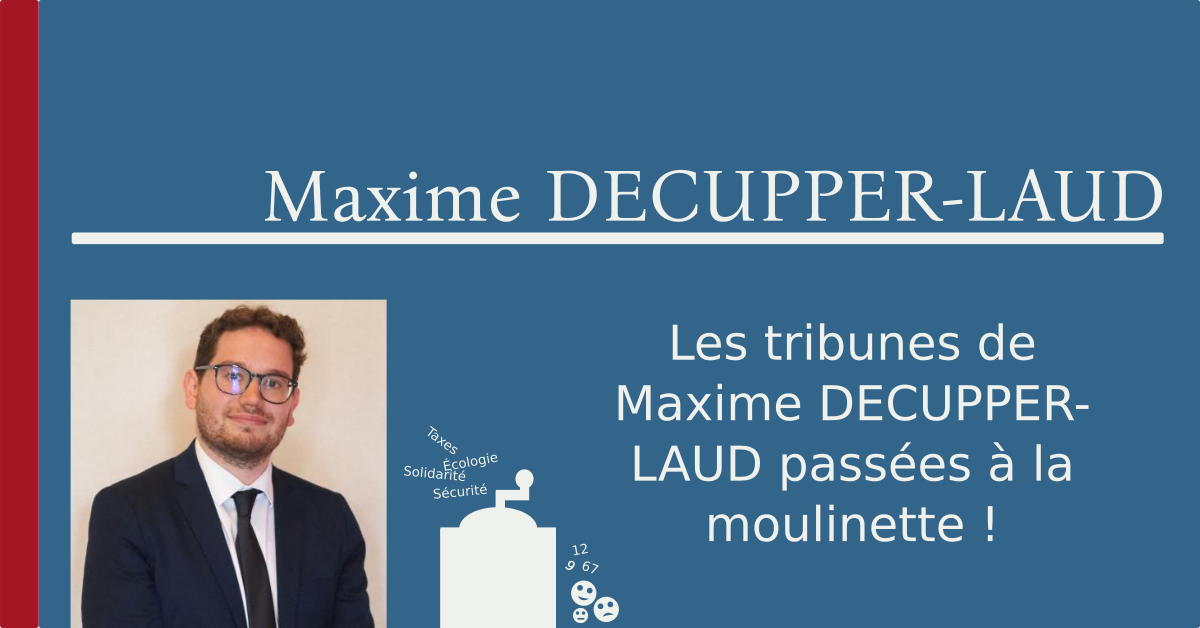 Maxime DECUPPER-LAUD
Les tribunes de
Maxime DECUPPER-
LAUD passées à la
moulinette !
Taxes
Écologie
Solidarité
Sécurité
12
9 67